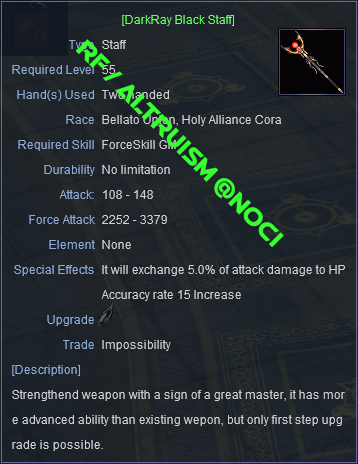 [DarkRay Black Staff]
Type Staff
Required Level 55
Hand(s) Used Two handed
Race Bellato Union, Holy Alliance Cora
Required Skill ForceSkill
Durability No limitation
Attack: 108 - 148
Force Attack 2252 - 3379
Element None
Special Effects It will exchange 5.0% of attack damage to HP
Accuracy rate 15 Increase
Upgrade
Trade Impossibility
[Description]
Strengthend weapon with a sign of a great master, it has mor
e advanced ability than existing wepon, but only first step upg
rade is possible.
RF/ ALTRUISM @NOCI